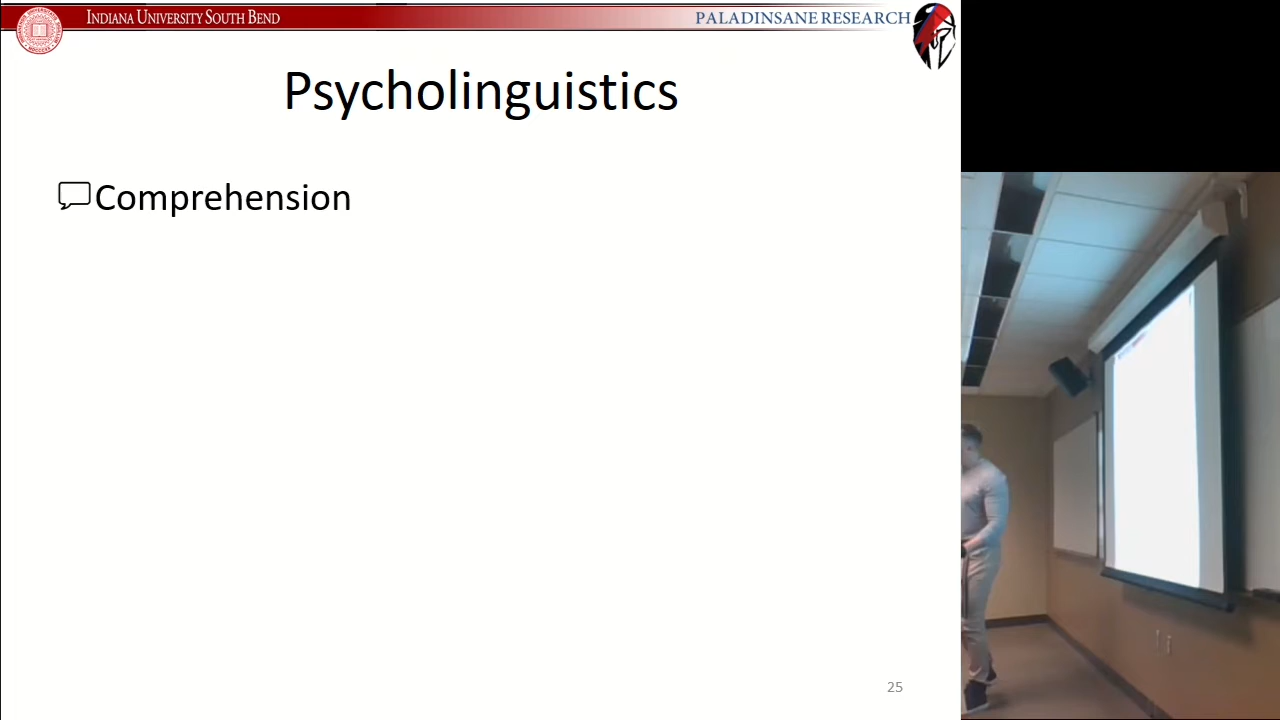 INDIANA UNIVERSITY SOUTH BEND
PALADINSANE RESEARCH
Psycholinguistics
Comprehension
25